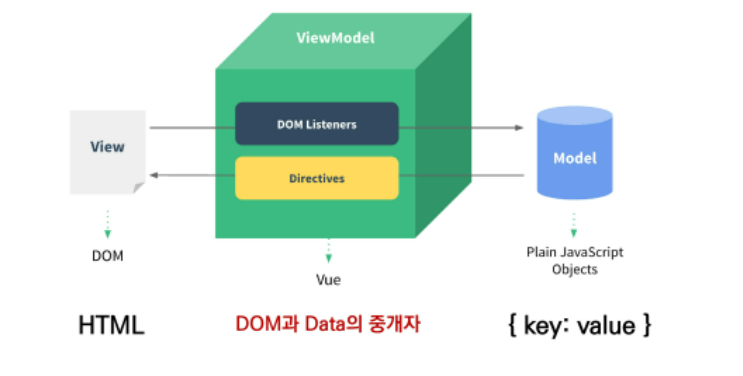 ViewModel
DOM Listeners
View
Model
Directives
DOM
Plain JavaScript
Objects
Vue
HTML
DOM과 Data의 중개자
{ key: value }